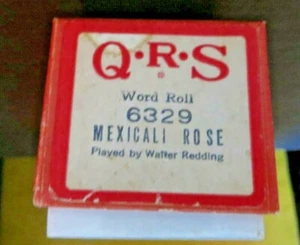 Q·R·S
Word Roll
6329
MEXICALI ROSE
Played by Walter Redding